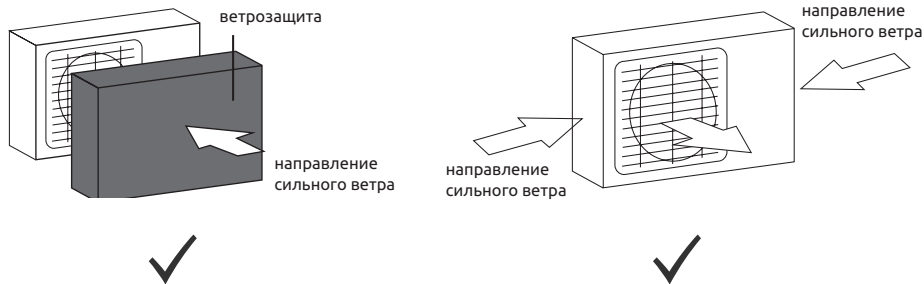 ветрозащита
направление
сильного ветра
направление
сильного ветра
направление
сильного ветра